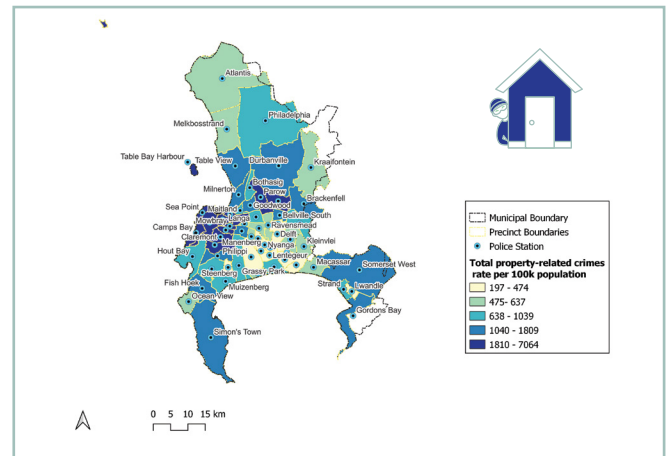 Atlantis
Philadelphia
Melkbosstrand
Table Bay Harbour
Table View
Durbanville
Kraaifontein
Bothasig
Milnerton
Parow
Brackenfell
Goodwood
Sea Point
Maitland
Langa
Bellville South
Mowbray
Camps Bay
Ravensmead
Claremont
Delft
Manenberg
Nyanga
Kleinvlei
Hout Bay
Philippi
Lentegeur
Macassar
Somerset West
Steenberg
Grassy Park
Strand
Lwandle
Fish Hoek
Muizenberg
Ocean View
Gordons Bay
Simon's Town
Municipal Boundary
Precinct Boundaries
Police Station
Total property-related crimes
rate per 100k population
197 - 474
475 - 637
638 - 1039
1040 - 1809
1810 - 7064
0 5 10 15 km